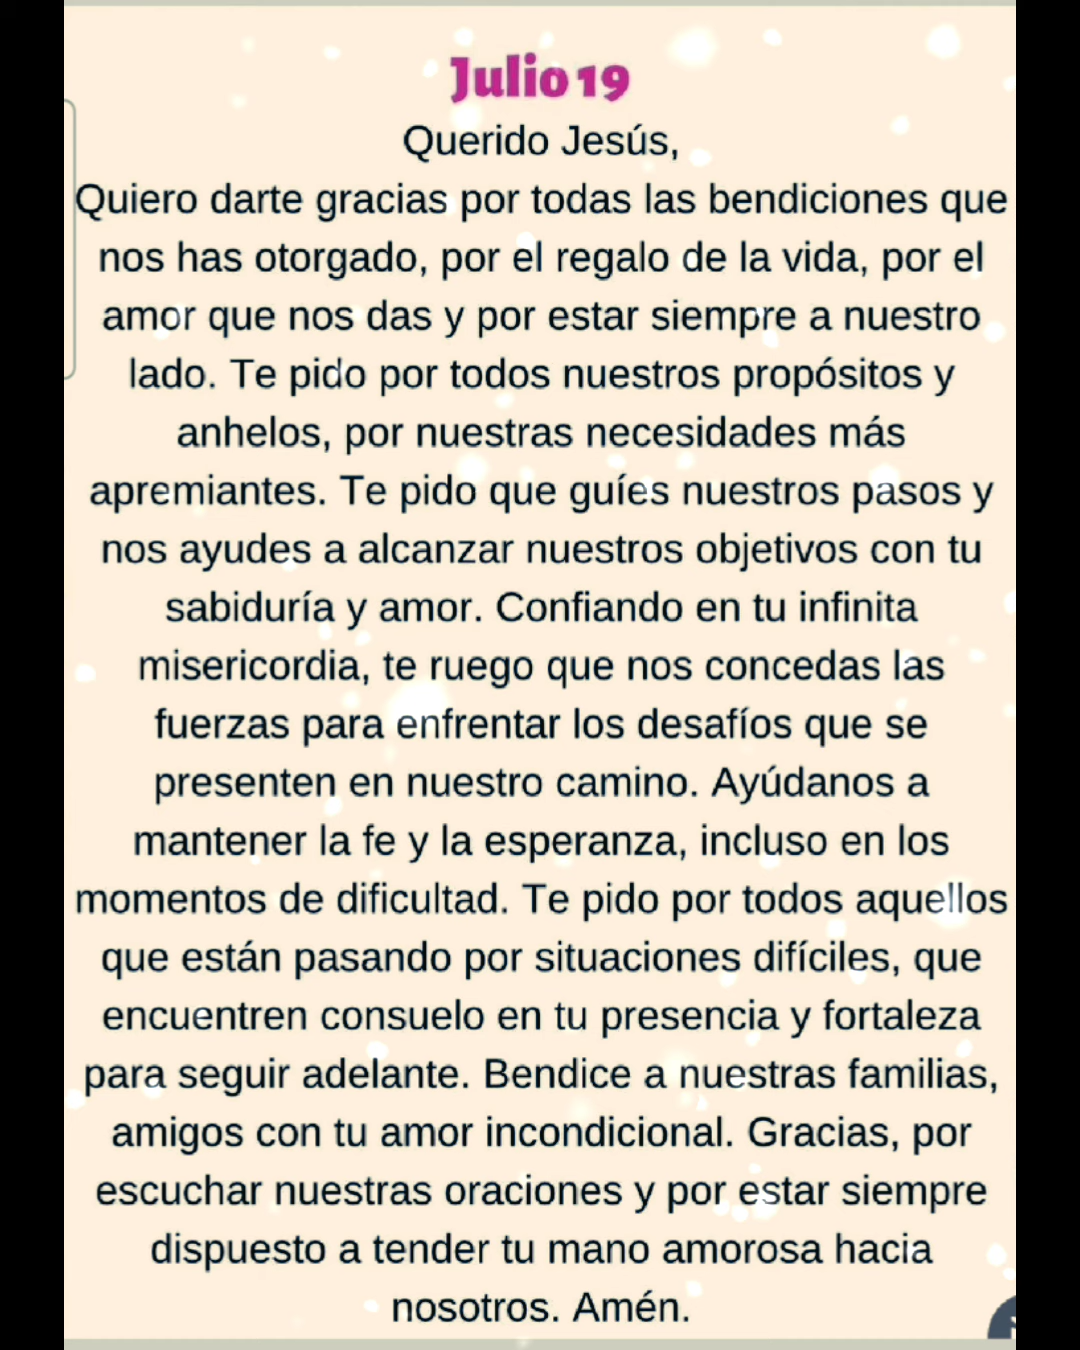 Julio 19
Querido Jesús,
Quiero darte gracias por todas las bendiciones que
nos has otorgado, por el regalo de la vida, por el
amor que nos das y por estar siempre a nuestro
lado. Te pido por todos nuestros propósitos y
anhelos, por nuestras necesidades más
apremiantes. Te pido que guíes nuestros pasos y
nos ayudes a alcanzar nuestros objetivos con tu
sabiduría y amor. Confiando en tu infinita
misericordia, te ruego que nos concedas las
fuerzas para enfrentar los desafíos que se
presenten en nuestro camino. Ayúdanos a
mantener la fe y la esperanza, incluso en los
momentos de dificultad. Te pido por todos aquellos
que están pasando por situaciones difíciles, que
encuentren consuelo en tu presencia y fortaleza
para seguir adelante. Bendice a nuestras familias,
amigos con tu amor incondicional. Gracias, por
escuchar nuestras oraciones y por estar siempre
dispuesto a tender tu mano amorosa hacia
nosotros. Amén.